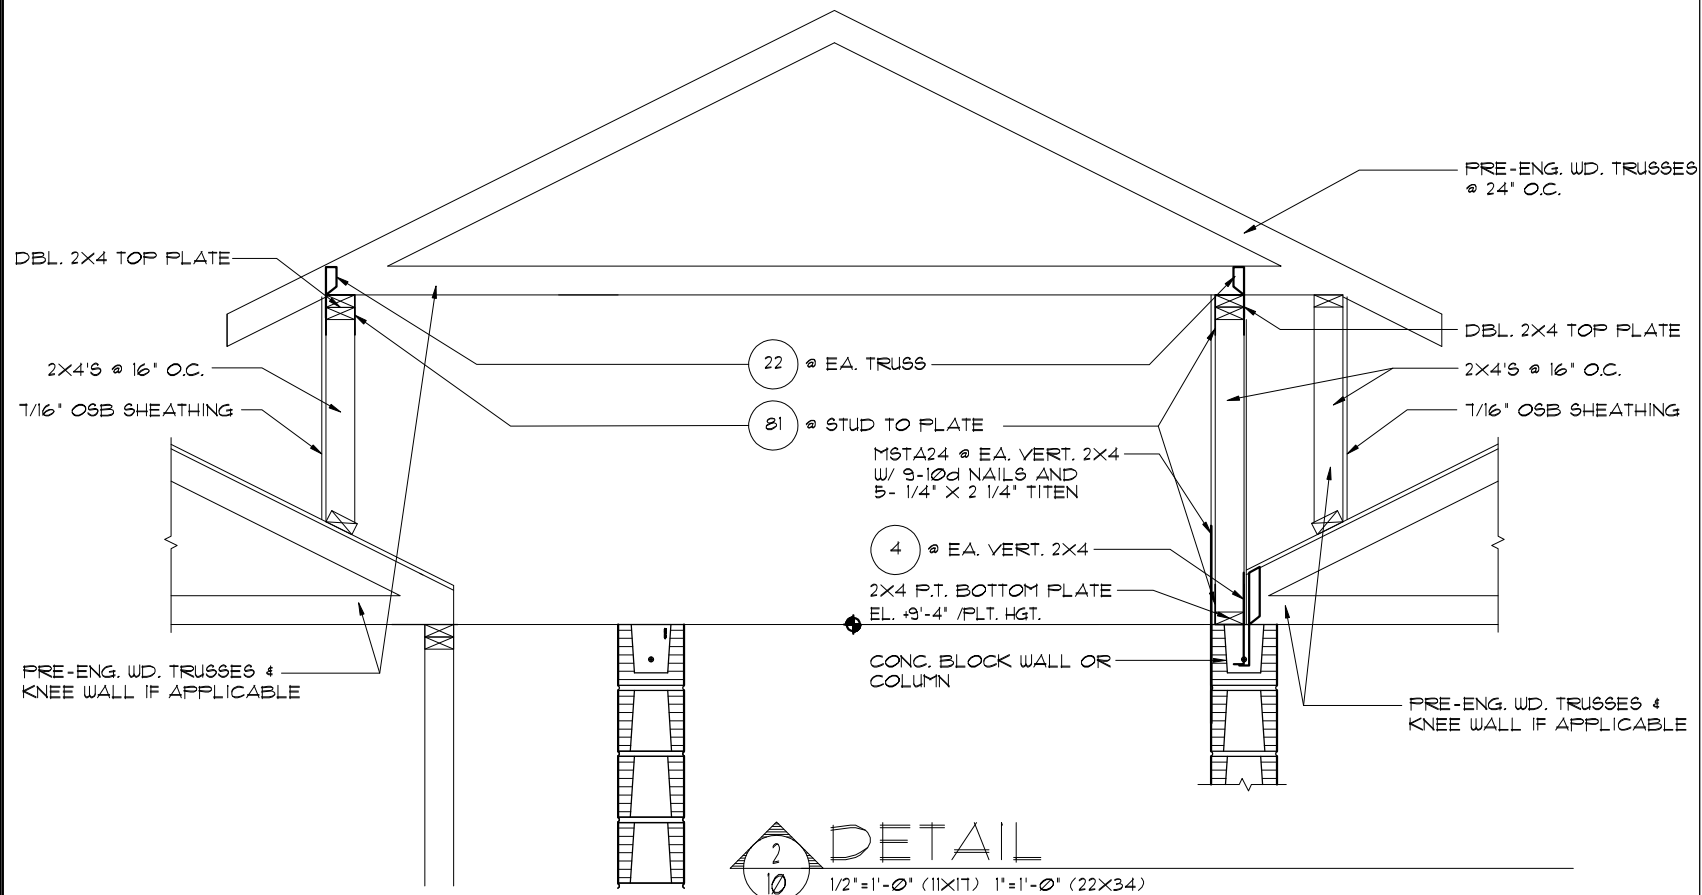 PRE-ENG. WD. TRUSSES
@ 24" O.C.
DBL. 2X4 TOP PLATE
DBL. 2X4 TOP PLATE
2X4'S @ 16" O.C.
22 @ EA. TRUSS
2X4'S @ 16" O.C.
7/16" OSB SHEATHING
81 @ STUD TO PLATE
7/16" OSB SHEATHING
MSTA24 @ EA. VERT. 2X4
W/ 9-10d NAILS AND
5- 1/4" X 2 1/4" TITEN
4 @ EA. VERT. 2X4
2X4 P.T. BOTTOM PLATE
EL. +9'-4" /PLT. HGT.
CONC. BLOCK WALL OR
COLUMN
PRE-ENG. WD. TRUSSES &
KNEE WALL IF APPLICABLE
PRE-ENG. WD. TRUSSES &
KNEE WALL IF APPLICABLE
2
10
DETAIL
1/2"=1'-0" (11X17) 1"=1'-0" (22X34)